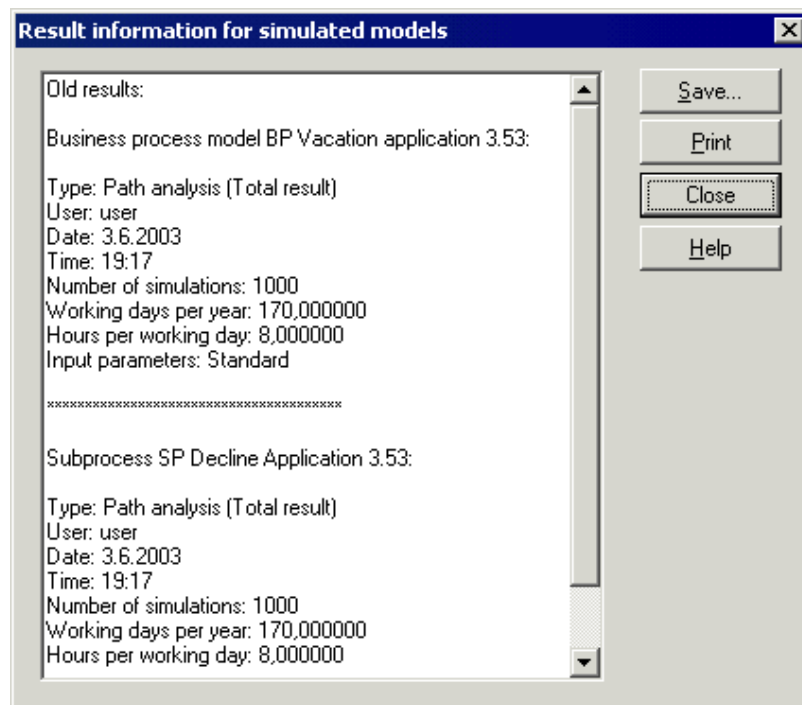 Result information for simulated models
Old results:
Business process model BP Vacation application 3.53:
Type: Path analysis (Total result)
User: user
Date: 3.6.2003
Time: 19:17
Number of simulations: 1000
Working days per year: 170,000000
Hours per working day: 8,000000
Input parameters: Standard
***************************************
Subprocess SP Decline Application 3.53:
Type: Path analysis (Total result)
User: user
Date: 3.6.2003
Time: 19:17
Number of simulations: 1000
Working days per year: 170,000000
Hours per working day: 8,000000
Save...
Print
Close
Help